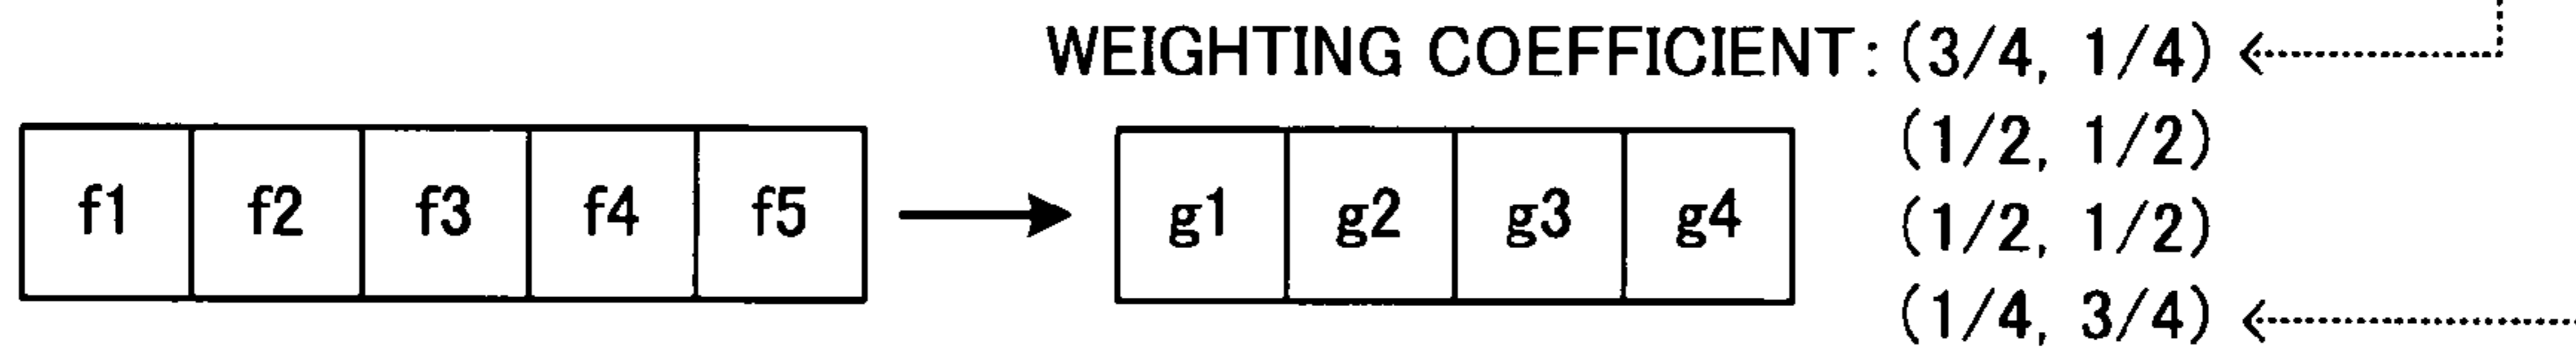 WEIGHTING COEFFICIENT: (3/4, 1/4)
(1/2, 1/2)
f1 f2 f3 f4 f5 g1 g2 g3 g4 (1/2, 1/2)
(1/4, 3/4)